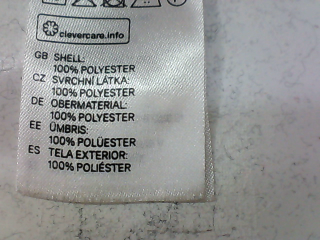 clevercare.info
GB SHELL:
100% POLYESTER
CZ SVRCHNÍ LÁTKA:
100% POLYESTER
DE OBERMATERIAL:
100% POLYESTER
EE ÜMBRIS:
100% POLÜESTER
ES TELA EXTERIOR:
100% POLIÉSTER